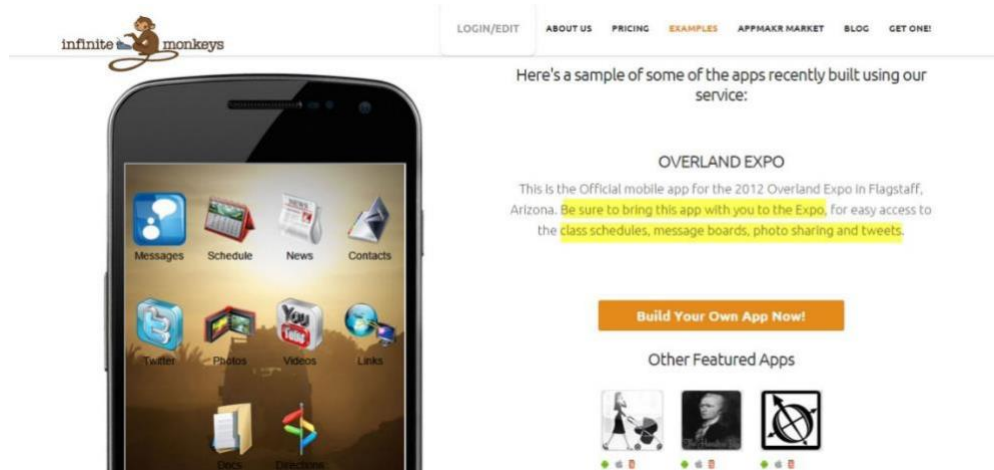 infinite monkeys
LOGIN/EDIT ABOUT US PRICING EXAMPLES APPMAKR MARKET BLOG GET ONE!
Here's a sample of some of the apps recently built using our
service:
OVERLAND EXPO
This is the Official mobile app for the 2012 Overland Expo in Flagstaff,
Arizona. Be sure to bring this app with you to the Expo, for easy access to
the class schedules, message boards, photo sharing and tweets.
Build Your Own App Now!
Other Featured Apps
NEWS
Messages Schedule News Contacts
You
Tube
Twitter Photos Videos Links
Docs Directions